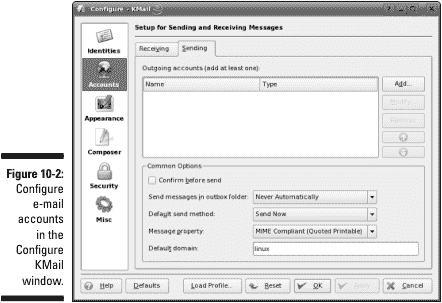 Configure - KMail
Identities
Accounts
Appearance
Composer
Security
Misc
Setup for Sending and Receiving Messages
Receiving
Sending
Outgoing accounts (add at least one):
Name
Type
Add...
Modify...
Remove
Common Options
Confirm before send
Send messages in outbox folder:
Never Automatically
Default send method:
Send Now
Message property:
MIME Compliant (Quoted Printable)
Default domain:
linux
Help
Defaults
Load Profile...
Reset
OK
Apply
Cancel
Figure 10-2:
Configure
e-mail
accounts
in the
Configure
KMail
window.